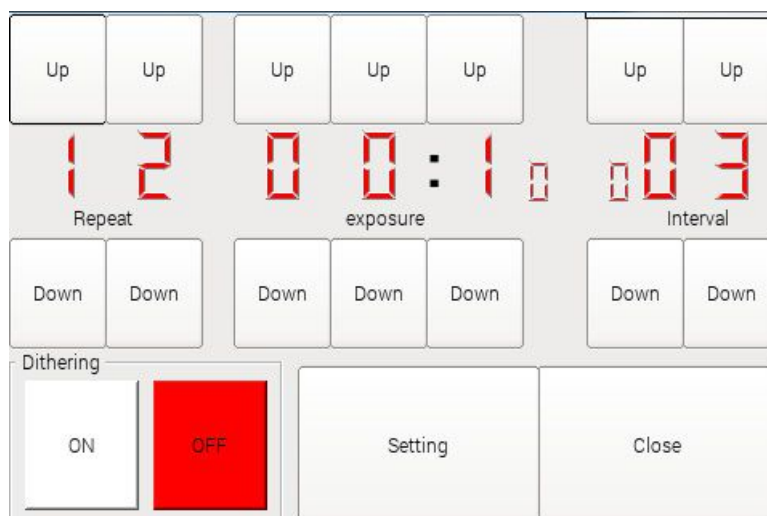 Up Up Up Up Up Up Up
12 00:10 003
Repeat exposure Interval
Down Down Down Down Down Down Down
Dithering
ON OFF Setting Close